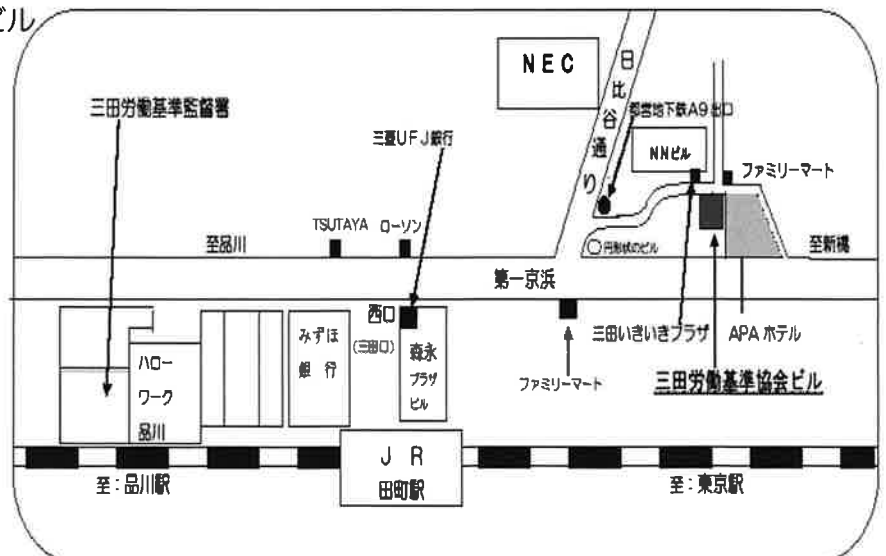 ビル
NEC
日比谷通り
都営地下鉄A9出口
三田労働基準監督署
三菱UFJ銀行
NNビル
ファミリーマート
TSUTAYA ローソン
至品川
円形状のビル
至新橋
第一京浜
西口
(三田口)
みずほ
銀行
森永
プラザ
ビル
三田いきいきプラザ
APAホテル
ハロー
ワーク
品川
ファミリーマート
三田労働基準協会ビル
JR
田町駅
至:品川駅
至:東京駅